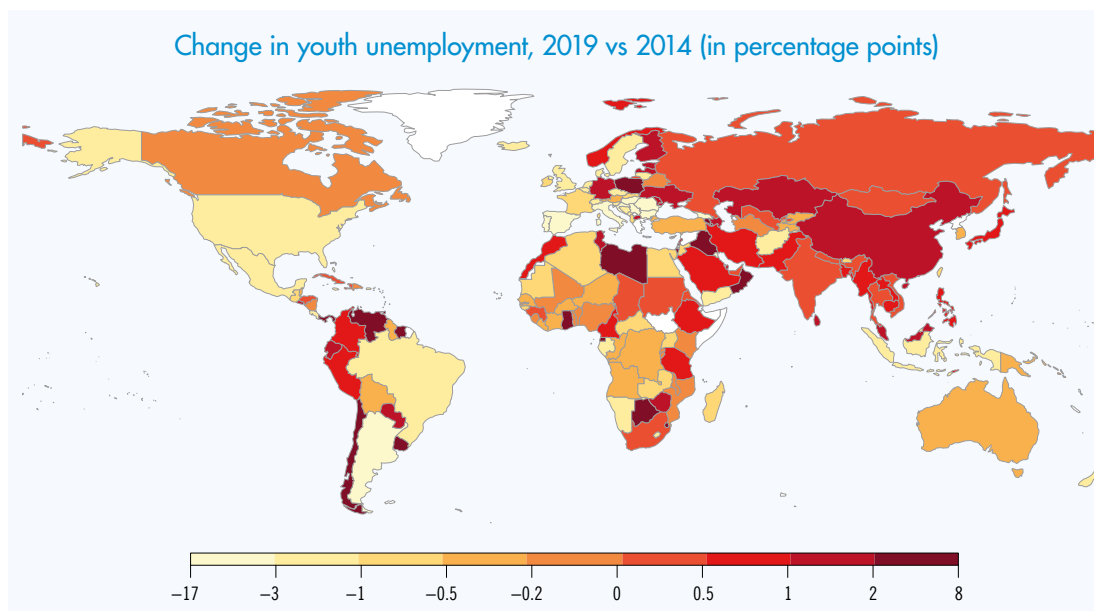 Change in youth unemployment, 2019 vs 2014 (in percentage points)
−17 −3 −1 −0.5 −0.2 0 0.5 1 2 8